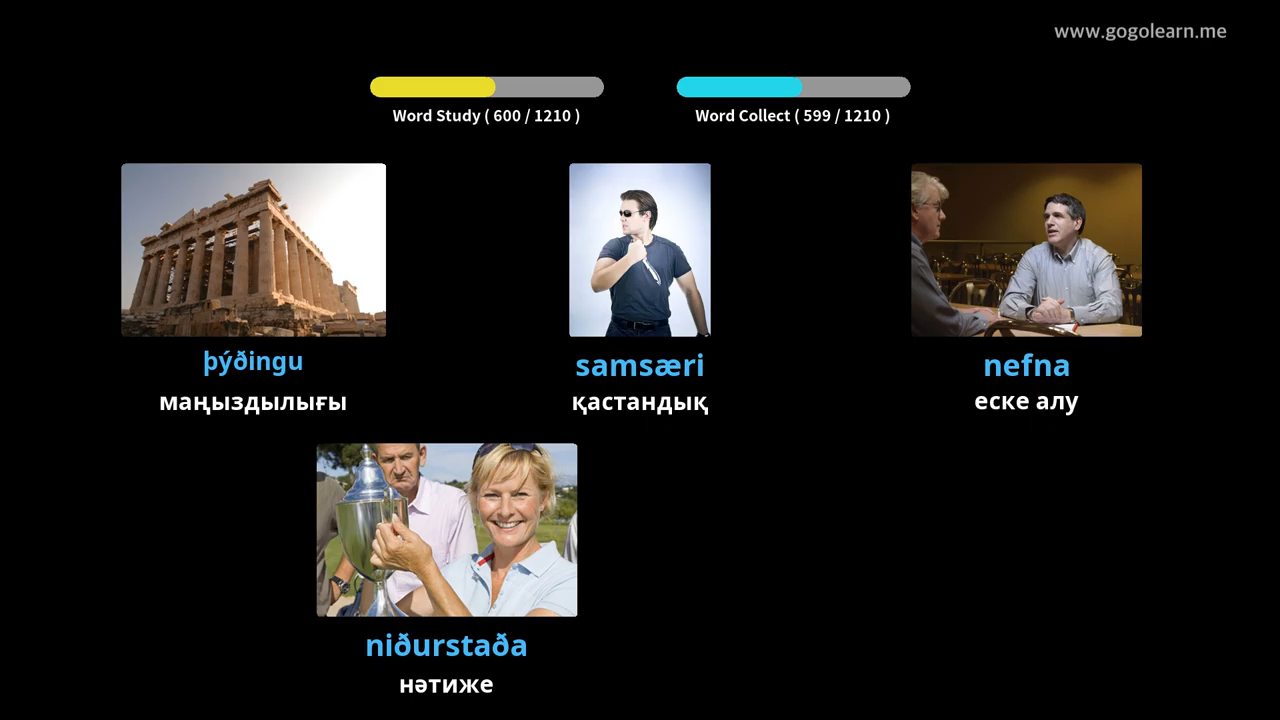 www.gogolearn.me
Word Study ( 600 / 1210 )
Word Collect ( 599 / 1210 )
þýðingu
маңыздылығы
samsæri
қастандық
nefna
еске алу
niðurstaða
нәтиже